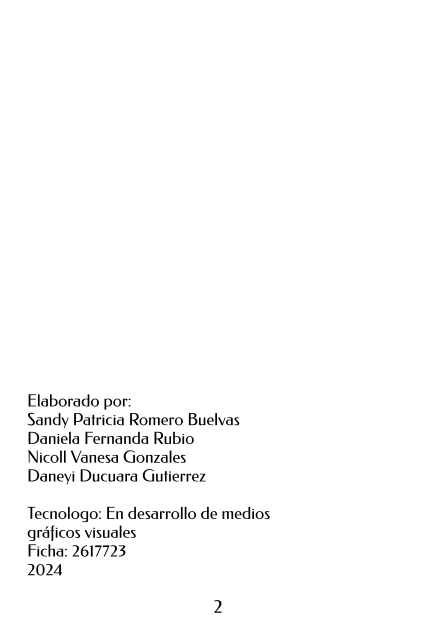 Elaborado por:
Sandy Patricia Romero Buelvas
Daniela Fernanda Rubio
Nicoll Vanesa Gonzales
Daneyi Ducuara Gutierrez
Tecnologo: En desarrollo de medios
gráficos visuales
Ficha: 2617723
2024
2